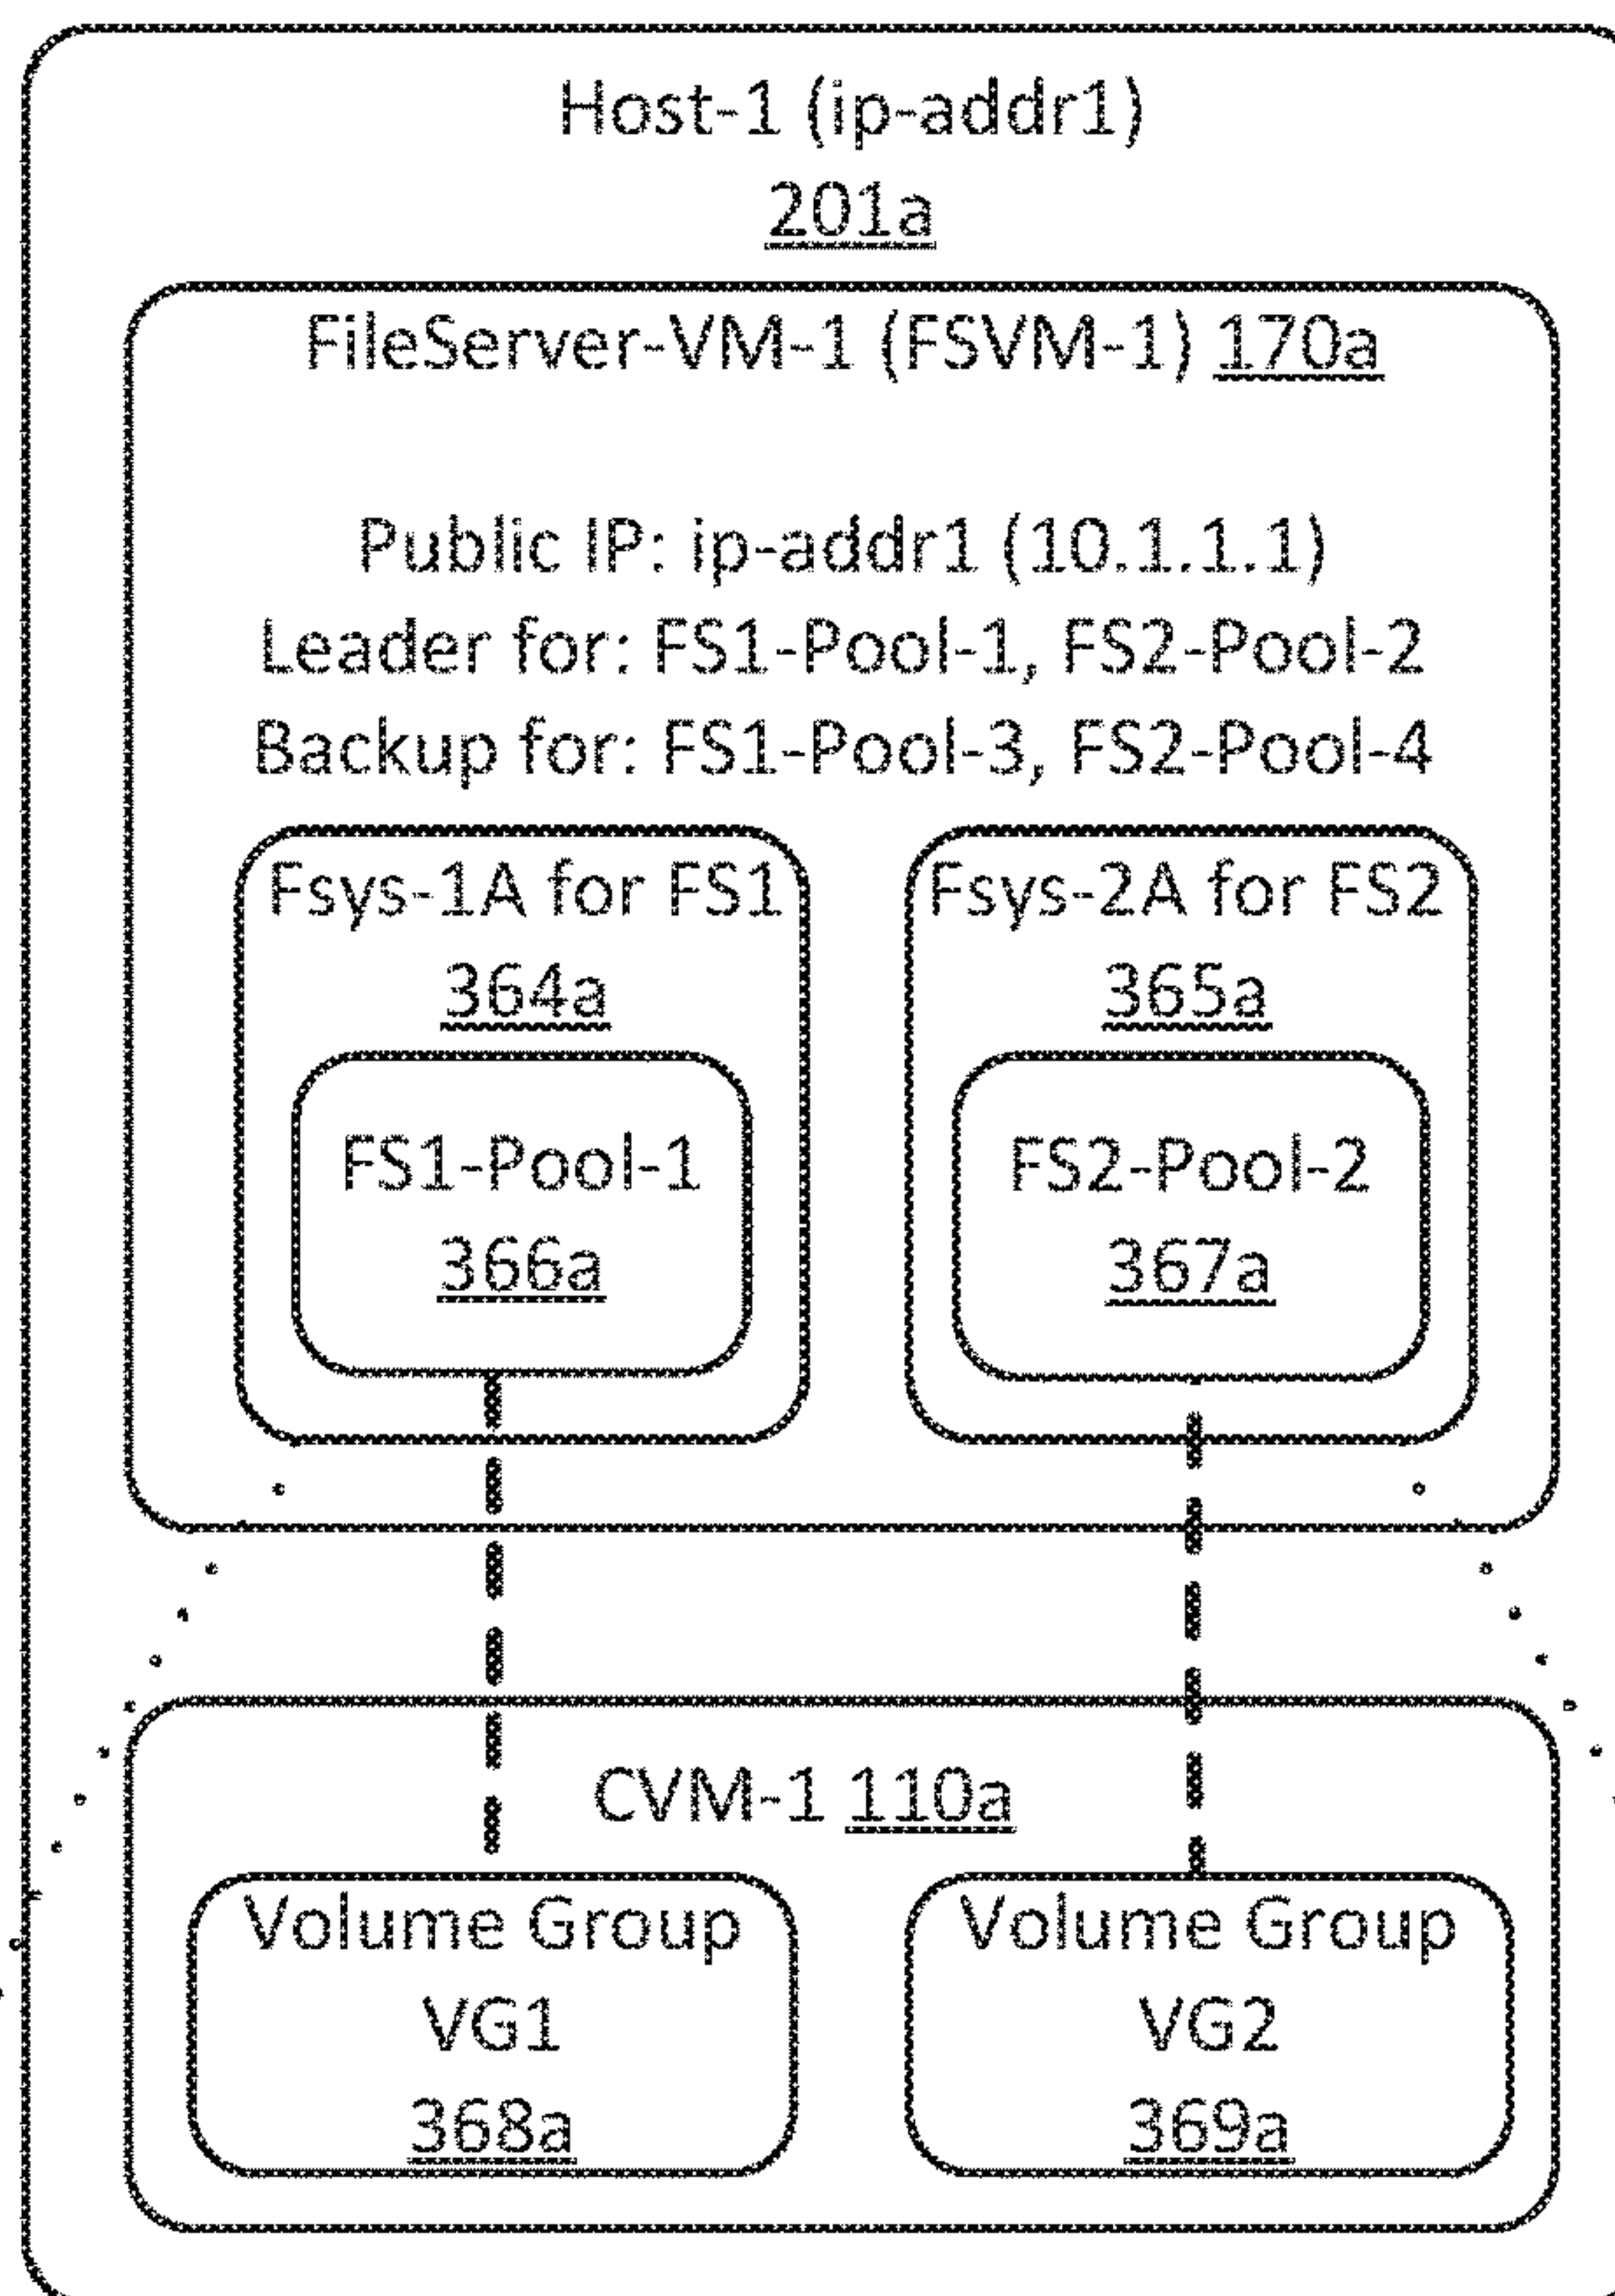 Host-1 (ip-addr1)
201a
FileServer-VM-1 (FSVM-1) 170a
Public IP: ip-addr1 (10.1.1.1)
Leader for: FS1-Pool-1, FS2-Pool-2
Backup for: FS1-Pool-3, FS2-Pool-4
Fsys-1A for FS1
364a
FS1-Pool-1
366a
Fsys-2A for FS2
365a
FS2-Pool-2
367a
CVM-1 110a
Volume Group
VG1
368a
Volume Group
VG2
369a